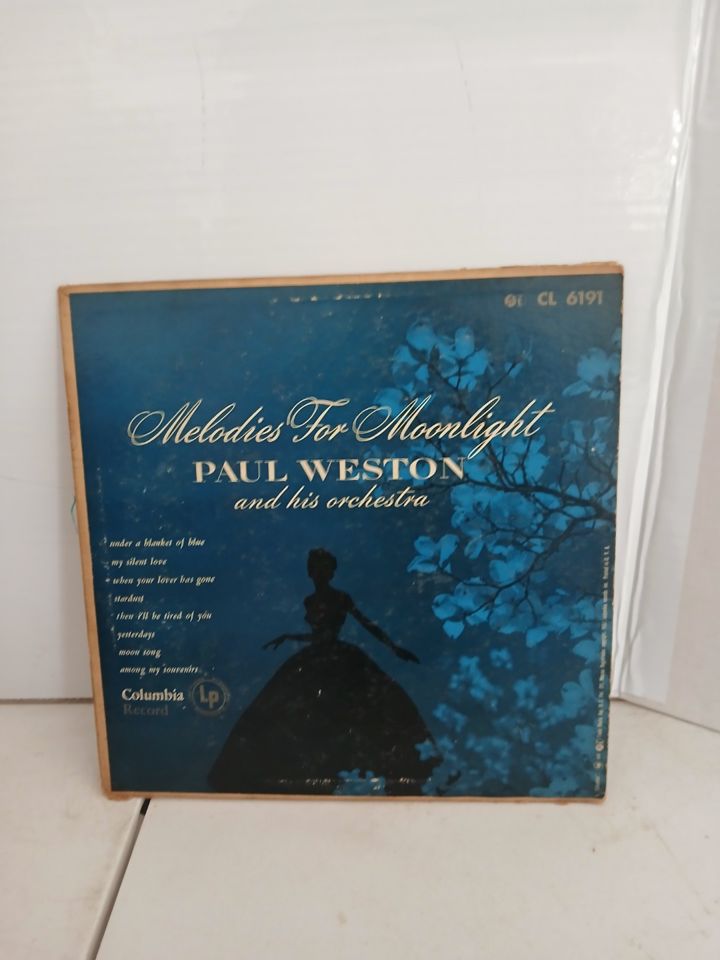 CL 6191
Melodies For Moonlight
PAUL WESTON
and his orchestra
under a blanket of blue
my silent love
when your lover has gone
stardust
then i'll be tired of you
yesterdays
moon song
among my souvenirs
Columbia
Record
Lp